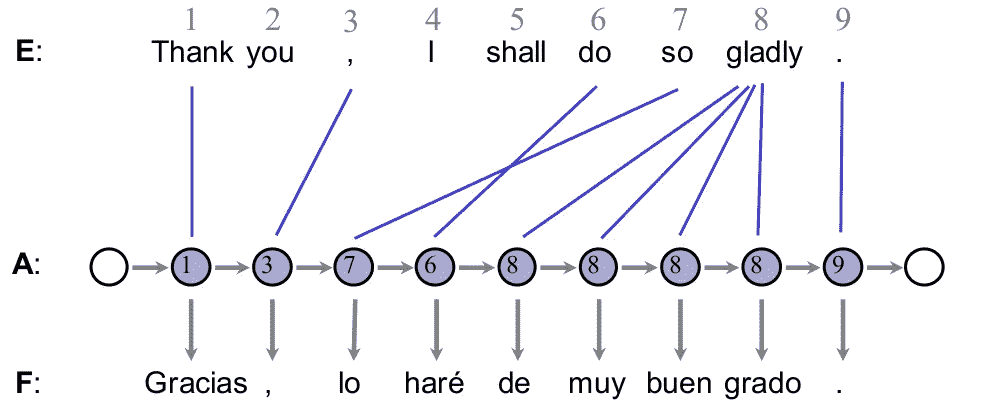 1 2 3 4 5 6 7 8 9
E: Thank you , I shall do so gladly .
A: 1 3 7 6 8 8 8 8 9
F: Gracias , lo haré de muy buen grado .